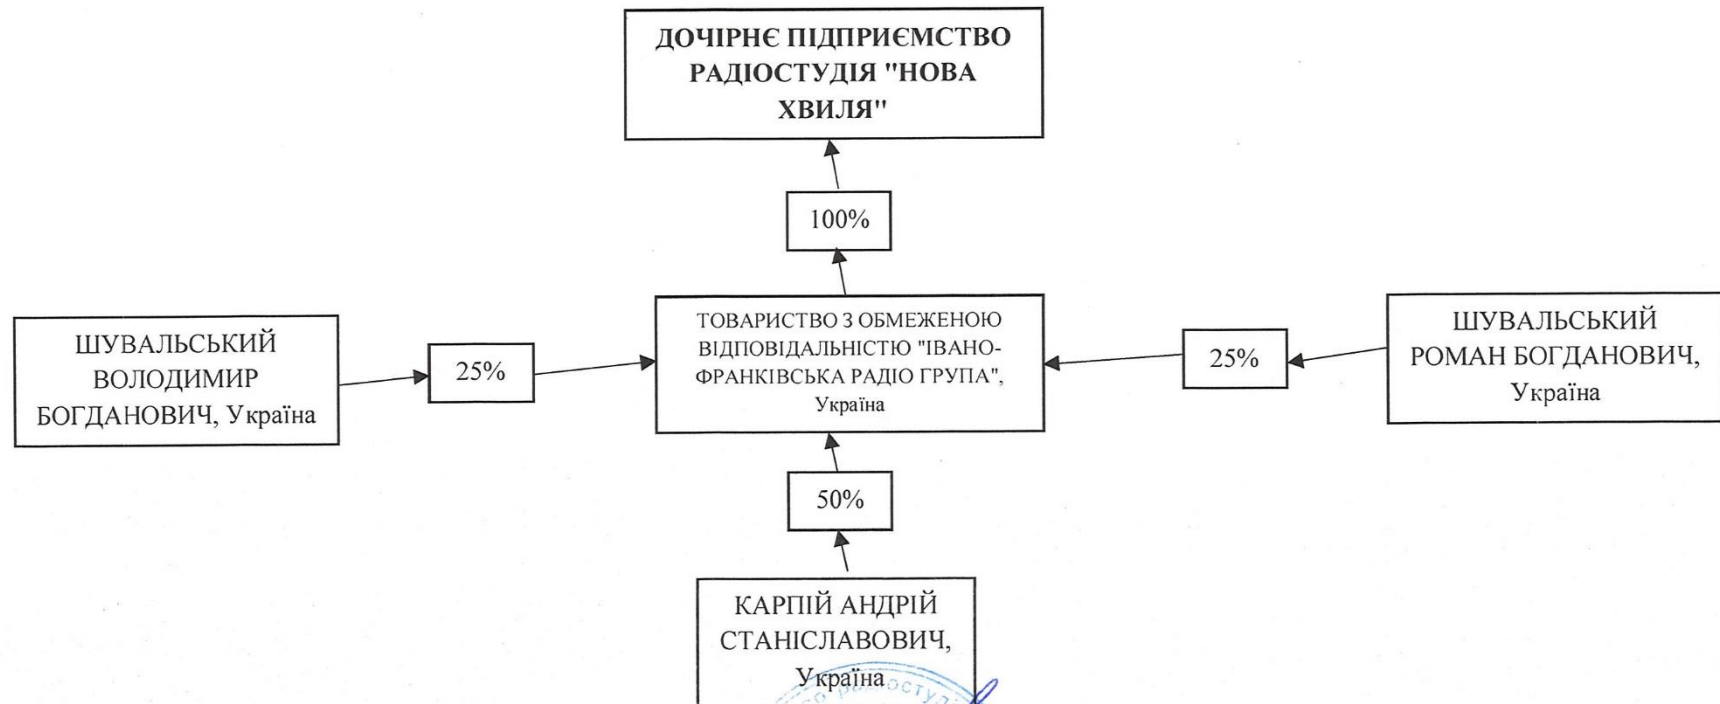 ДОЧІРНЄ ПІДПРИЄМСТВО
РАДІОСТУДІЯ "НОВА
ХВИЛЯ"
100%
ШУВАЛЬСЬКИЙ
ВОЛОДИМИР
БОГДАНОВИЧ, Україна
25%
ТОВАРИСТВО З ОБМЕЖЕНОЮ
ВІДПОВІДАЛЬНІСТЮ "ІВАНО-
ФРАНКІВСЬКА РАДІО ГРУПА",
Україна
25%
ШУВАЛЬСЬКИЙ
РОМАН БОГДАНОВИЧ,
Україна
50%
КАРПІЙ АНДРІЙ
СТАНІСЛАВОВИЧ,
Україна